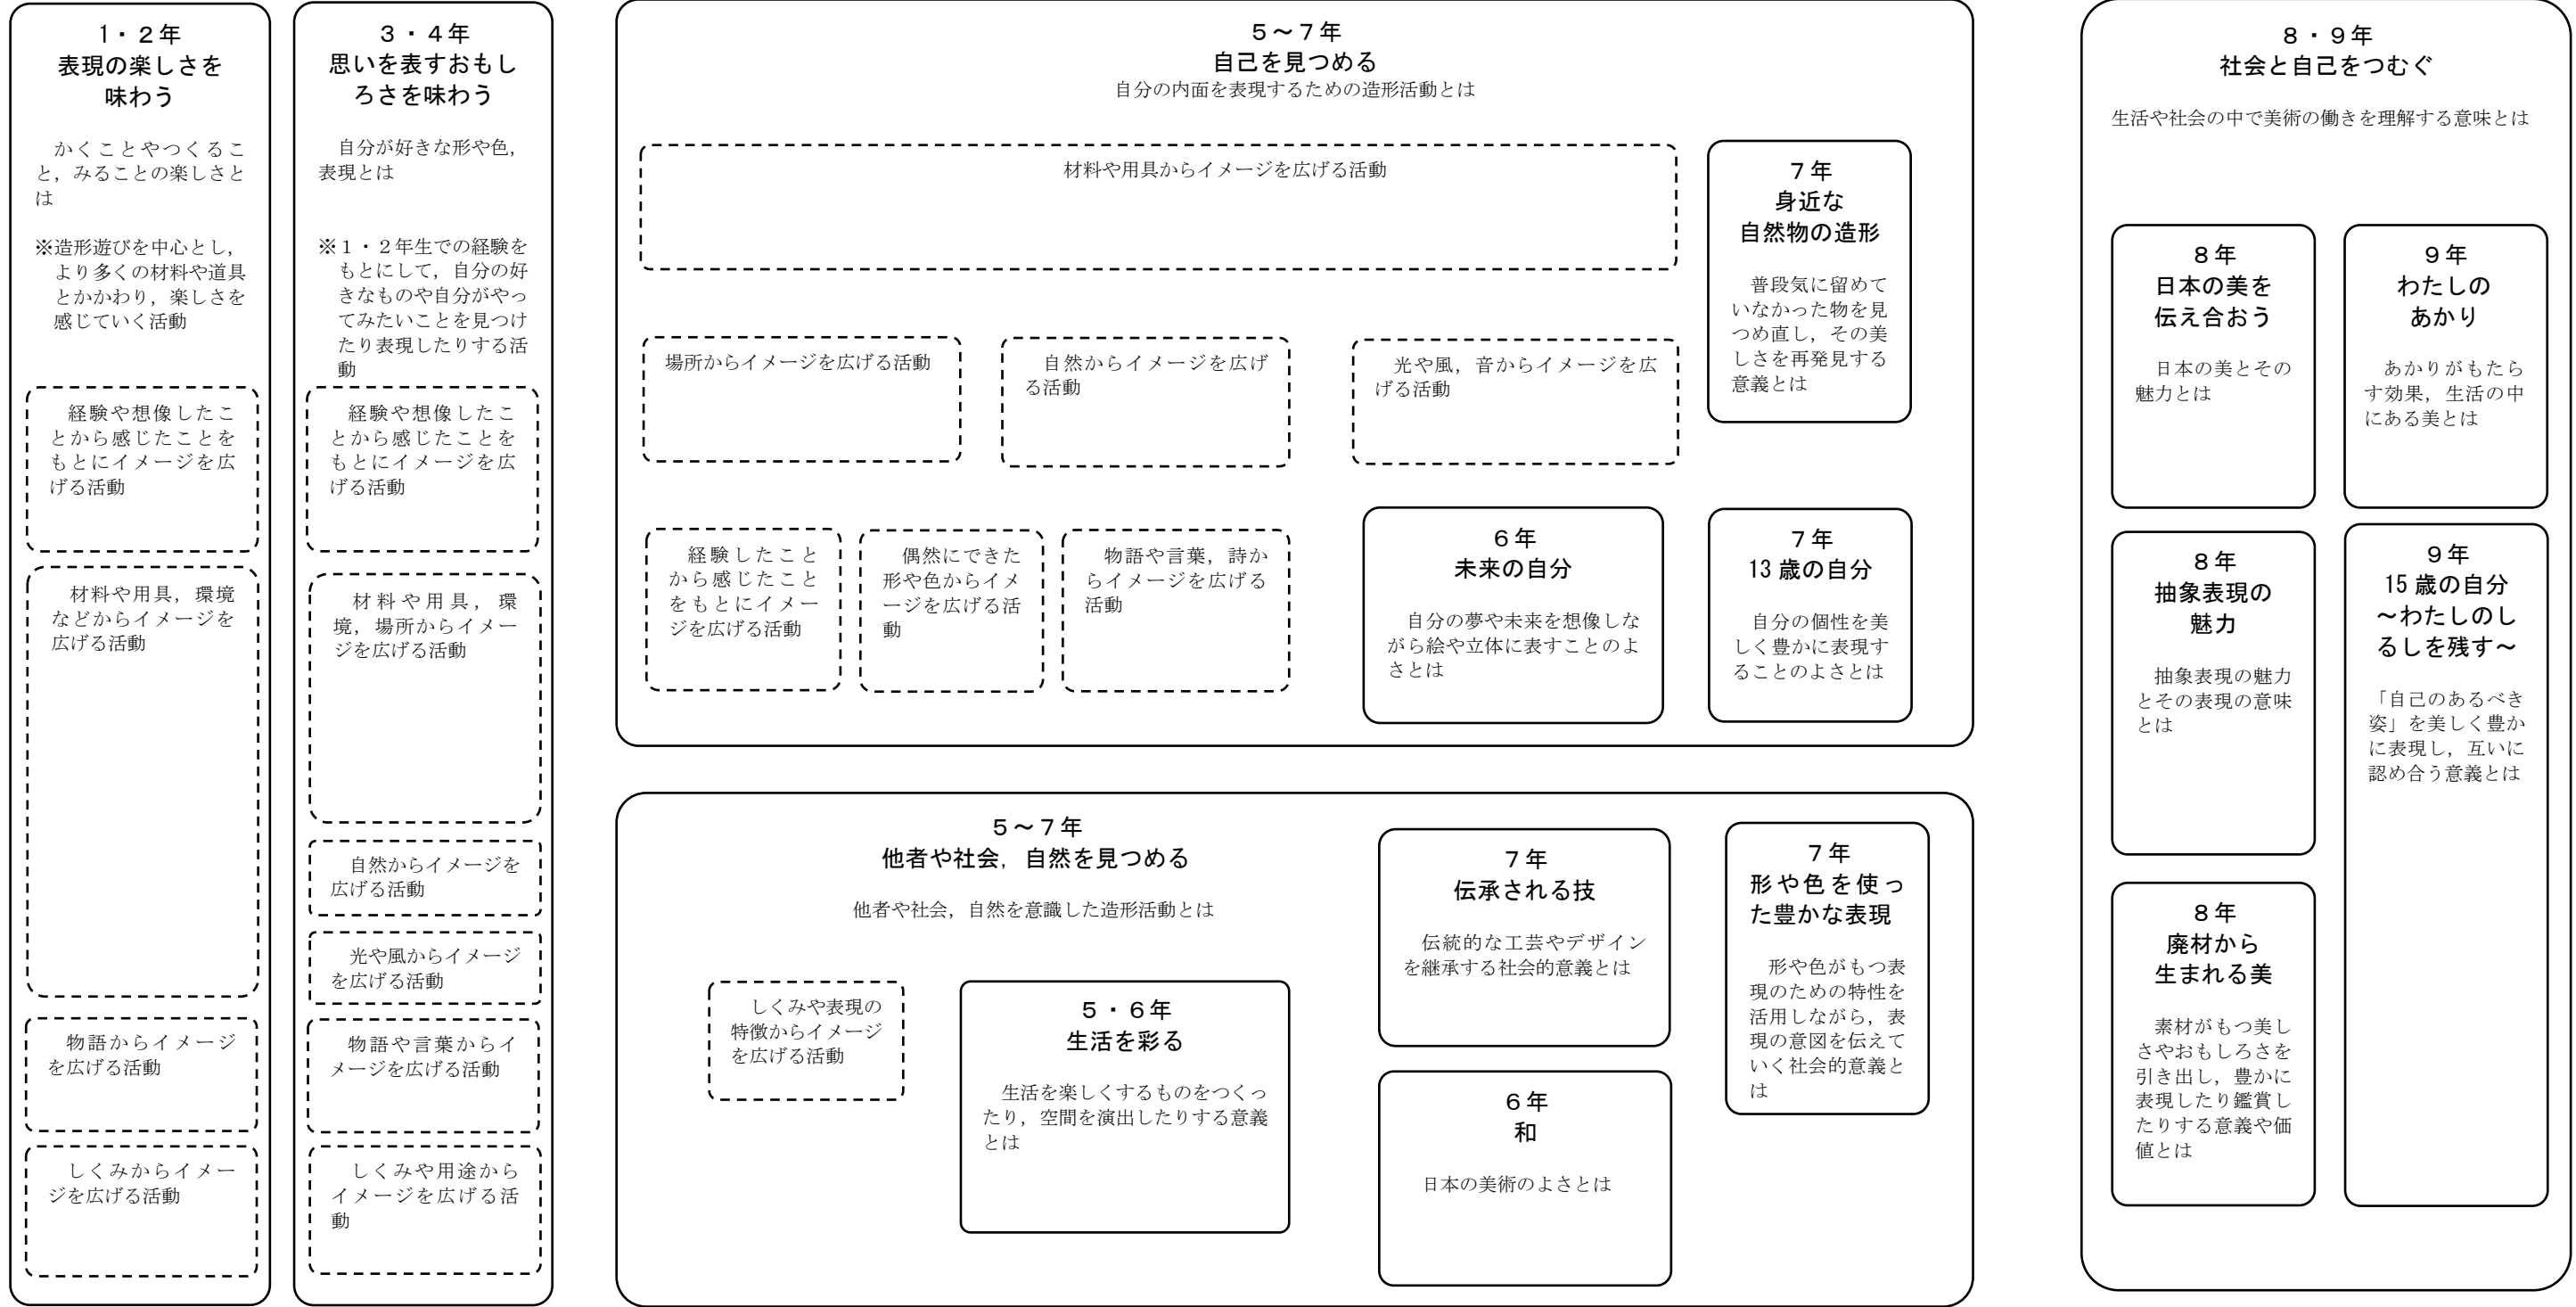 1・2年
表現の楽しさを
味わう
かくことやつくるこ
と，みることの楽しさと
は
※造形遊びを中心とし，
より多くの材料や道具
とかかわり，楽しさを
感じていく活動
経験や想像したこ
とから感じたことを
もとにイメージを広
げる活動
材料や用具，環境
などからイメージを
広げる活動
物語からイメージ
を広げる活動
しくみからイメー
ジを広げる活動
３・４年
思いを表すおもし
ろさを味わう
自分が好きな形や色，
表現とは
※１・２年生での経験を
もとにして，自分の好
きなものや自分がやっ
てみたいことを見つけ
たり表現したりする活
動
経験や想像したこ
とから感じたことを
もとにイメージを広
げる活動
材料や用具，環
境，場所からイメー
ジを広げる活動
自然からイメージを
広げる活動
光や風からイメージ
を広げる活動
物語や言葉からイ
メージを広げる活動
しくみや用途から
イメージを広げる活
動
５～７年
自己を見つめる
自分の内面を表現するための造形活動とは
材料や用具からイメージを広げる活動
７年
身近な
自然物の造形
普段気に留めて
いなかった物を見
つめ直し，その美
しさを再発見する
意義とは
場所からイメージを広げる活動
自然からイメージを広げ
る活動
光や風，音からイメージを広
げる活動
経験したこと
から感じたこと
をもとにイメー
ジを広げる活動
偶然にできた
形や色からイメ
ージを広げる活
動
物語や言葉，詩か
らイメージを広げる
活動
６年
未来の自分
自分の夢や未来を想像しな
がら絵や立体に表すことのよ
さとは
７年
13歳の自分
自分の個性を美
しく豊かに表現す
ることのよさとは
５～７年
他者や社会，自然を見つめる
他者や社会，自然を意識した造形活動とは
しくみや表現の
特徴からイメージ
を広げる活動
５・６年
生活を彩る
生活を楽しくするものをつくっ
たり，空間を演出したりする意義
とは
７年
伝承される技
伝統的な工芸やデザイン
を継承する社会的意義とは
６年
和
日本の美術のよさとは
７年
形や色を使っ
た豊かな表現
形や色がもつ表
現のための特性を
活用しながら，表
現の意図を伝えて
いく社会的意義と
は
８・９年
社会と自己をつむぐ
生活や社会の中で美術の働きを理解する意味とは
８年
日本の美を
伝え合おう
日本の美とその
魅力とは
８年
抽象表現の
魅力
抽象表現の魅力
とその表現の意味
とは
８年
廃材から
生まれる美
素材がもつ美し
さやおもしろさを
引き出し，豊かに
表現したり鑑賞し
たりする意義や価
値とは
９年
わたしの
あかり
あかりがもたら
す効果，生活の中
にある美とは
９年
15歳の自分
～わたしのし
るしを残す～
「自己のあるべき
姿」を美しく豊か
に表現し，互いに
認め合う意義とは